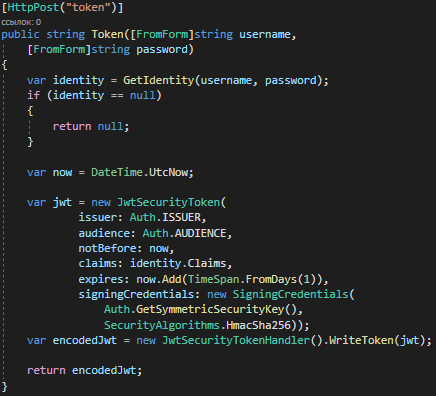 [HttpPost("token")]
ссылок: 0
public string Token([FromForm]string username,
    [FromForm]string password)
{
    var identity = GetIdentity(username, password);
    if (identity == null)
    {
        return null;
    }

    var now = DateTime.UtcNow;

    var jwt = new JwtSecurityToken(
            issuer: Auth.ISSUER,
            audience: Auth.AUDIENCE,
            notBefore: now,
            claims: identity.Claims,
            expires: now.Add(TimeSpan.FromDays(1)),
            signingCredentials: new SigningCredentials(
                Auth.GetSymmetricSecurityKey(),
                SecurityAlgorithms.HmacSha256));
    var encodedJwt = new JwtSecurityTokenHandler().WriteToken(jwt);

    return encodedJwt;
}